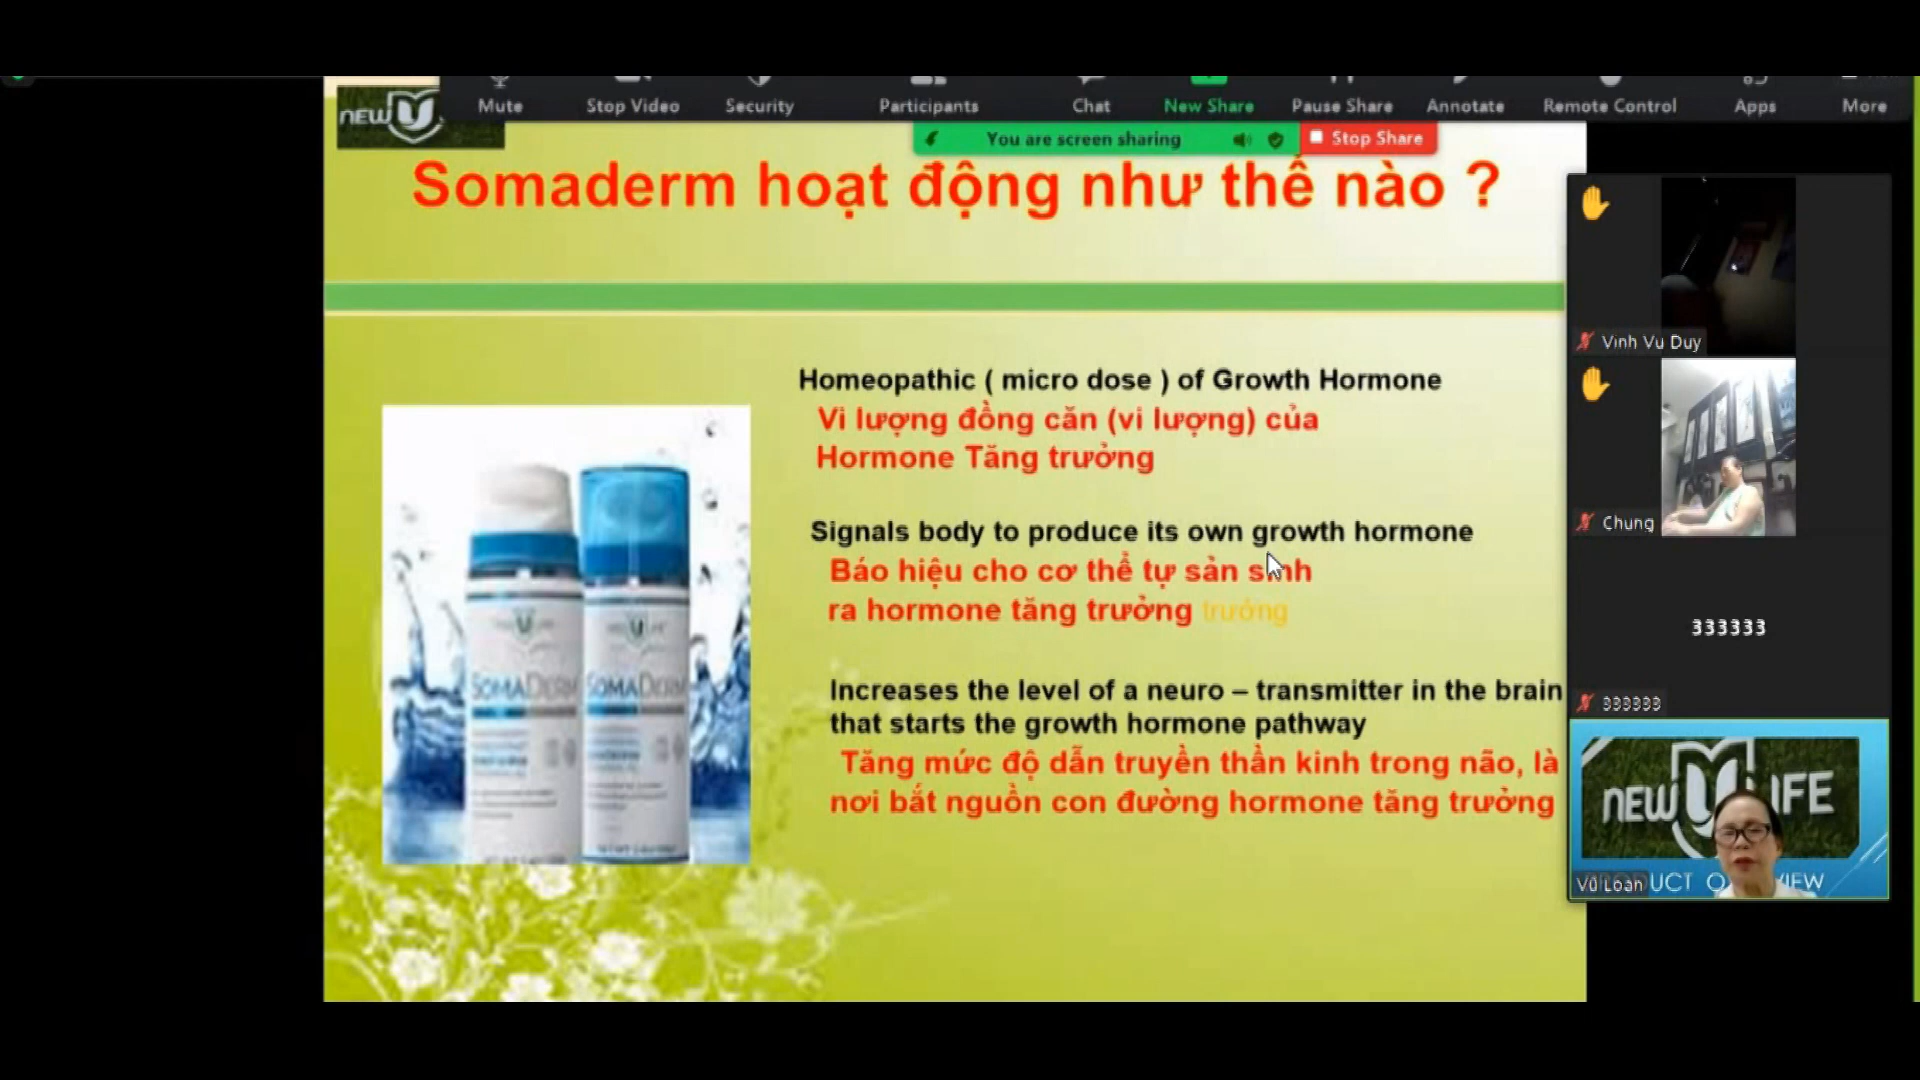 Mute Stop Video Security Participants Chat New Share Pause Share Annotate Remote Control Apps More
You are screen sharing Stop Share
NEW U
Somaderm hoạt động như thế nào ?
Homeopathic ( micro dose ) of Growth Hormone
Vi lượng đồng căn (vi lượng) của
Hormone Tăng trưởng
Signals body to produce its own growth hormone
Báo hiệu cho cơ thể tự sản sinh
ra hormone tăng trưởng trưởng
Increases the level of a neuro – transmitter in the brain
that starts the growth hormone pathway
Tăng mức độ dẫn truyền thần kinh trong não, là
nơi bắt nguồn con đường hormone tăng trưởng
SOMADERM SOMADERM
Vinh Vu Duy
Chung
333333
333333
NEW U LIFE
Vũ Loan